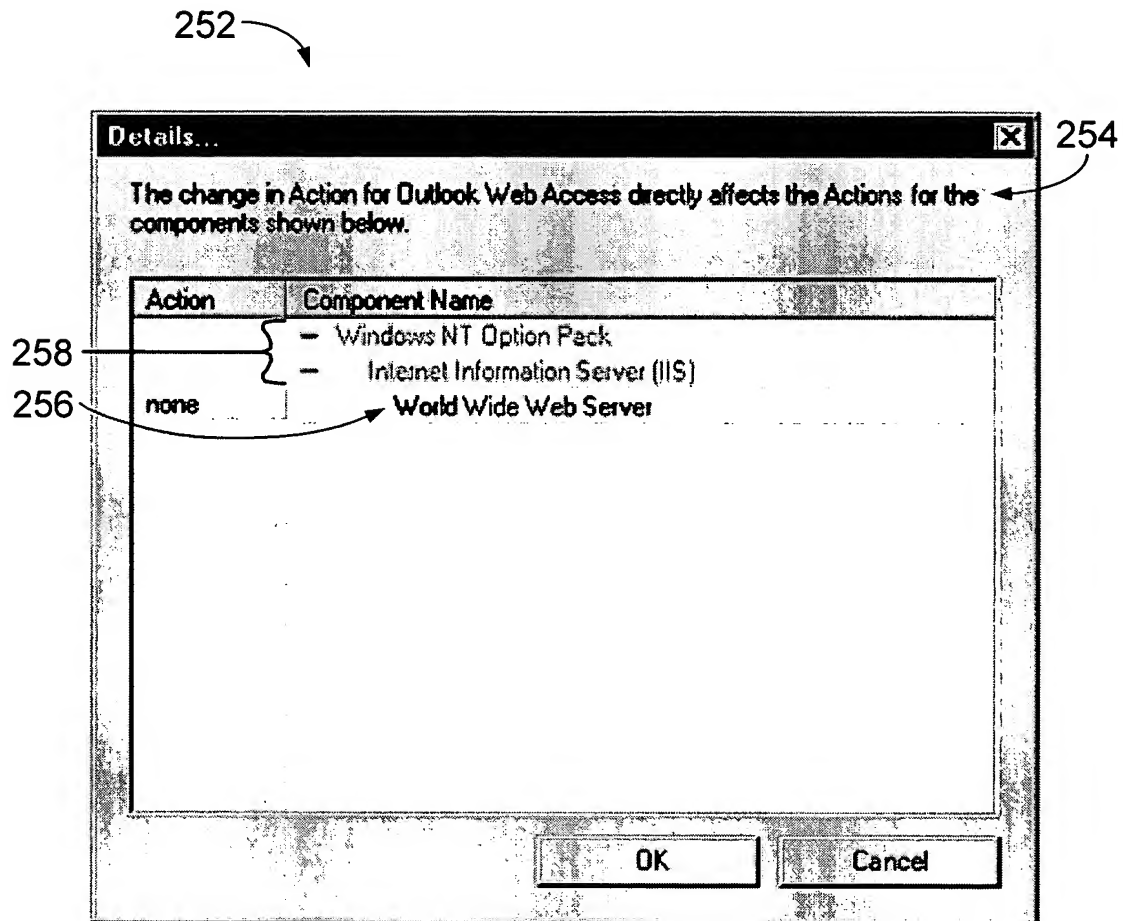 252
Details...
254
The change in Action for Outlook Web Access directly affects the Actions for the
components shown below.
Action Component Name
258
– Windows NT Option Pack
– Internet Information Server (IIS)
256
none World Wide Web Server
OK Cancel